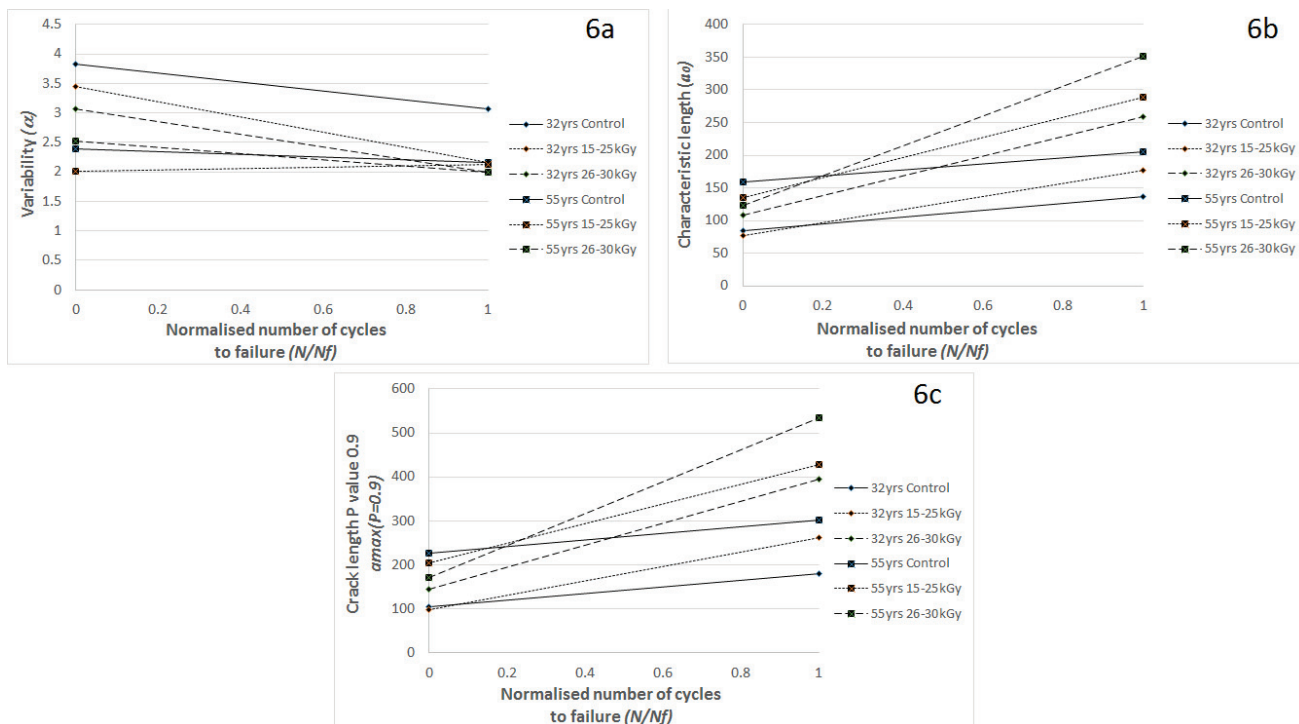 6a
4.5
4
3.5
3
2.5
2
1.5
1
0.5
0
Variability (α)
0 0.2 0.4 0.6 0.8 1
Normalised number of cycles
to failure (N/Nf)
32yrs Control
32yrs 15-25kGy
32yrs 26-30kGy
55yrs Control
55yrs 15-25kGy
55yrs 26-30kGy
6b
400
350
300
250
200
150
100
50
0
Characteristic length (a₀)
0 0.2 0.4 0.6 0.8 1
Normalised number of cycles
to failure (N/Nf)
32yrs Control
32yrs 15-25kGy
32yrs 26-30kGy
55yrs Control
55yrs 15-25kGy
55yrs 26-30kGy
6c
600
500
400
300
200
100
0
Crack length P value 0.9
amax(P=0.9)
0 0.2 0.4 0.6 0.8 1
Normalised number of cycles
to failure (N/Nf)
32yrs Control
32yrs 15-25kGy
32yrs 26-30kGy
55yrs Control
55yrs 15-25kGy
55yrs 26-30kGy